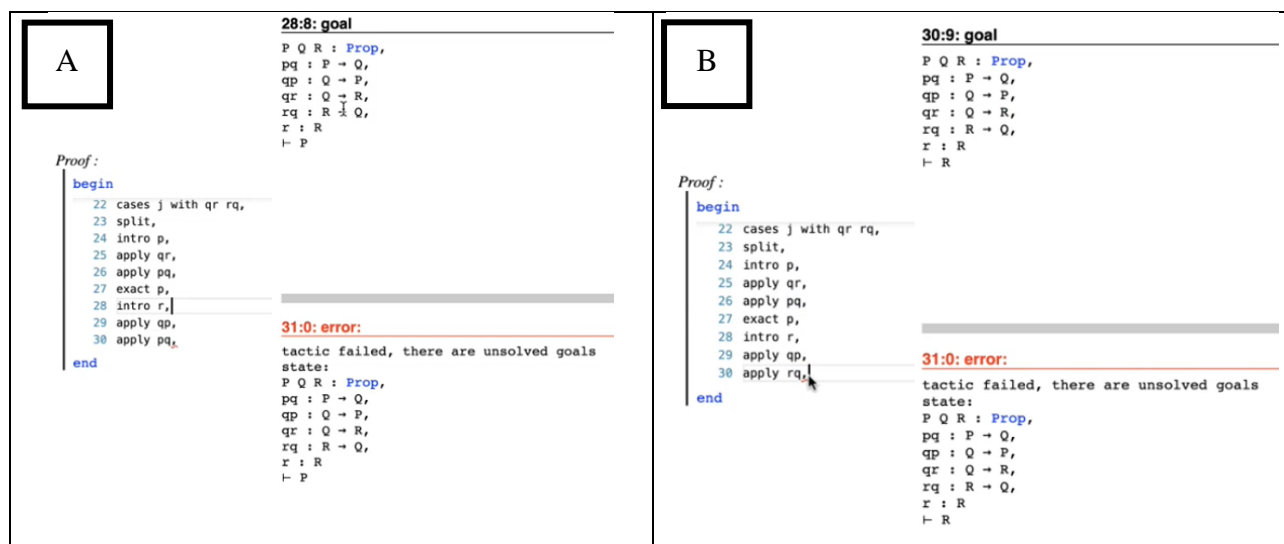 A
28:8: goal
P Q R : Prop,
pq : P → Q,
qp : Q → P,
qr : Q → R,
rq : R → Q,
r : R
⊢ P
Proof :
begin
22 cases j with qr rq,
23 split,
24 intro p,
25 apply qr,
26 apply pq,
27 exact p,
28 intro r,
29 apply qp,
30 apply pq,
end
31:0: error:
tactic failed, there are unsolved goals
state:
P Q R : Prop,
pq : P → Q,
qp : Q → P,
qr : Q → R,
rq : R → Q,
r : R
⊢ P
B
30:9: goal
P Q R : Prop,
pq : P → Q,
qp : Q → P,
qr : Q → R,
rq : R → Q,
r : R
⊢ R
Proof :
begin
22 cases j with qr rq,
23 split,
24 intro p,
25 apply qr,
26 apply pq,
27 exact p,
28 intro r,
29 apply qp,
30 apply rq,
end
31:0: error:
tactic failed, there are unsolved goals
state:
P Q R : Prop,
pq : P → Q,
qp : Q → P,
qr : Q → R,
rq : R → Q,
r : R
⊢ R